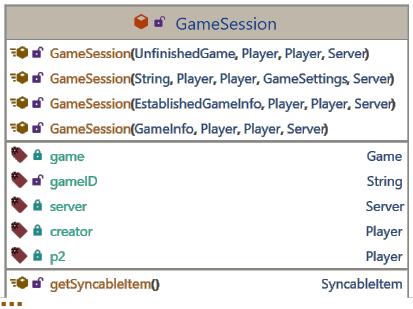 GameSession
GameSession(UnfinishedGame, Player, Player, Server)
GameSession(String, Player, Player, GameSettings, Server)
GameSession(EstablishedGameInfo, Player, Player, Server)
GameSession(GameInfo, Player, Player, Server)
game Game
gameID String
server Server
creator Player
p2 Player
getSyncableItem() SyncableItem
...